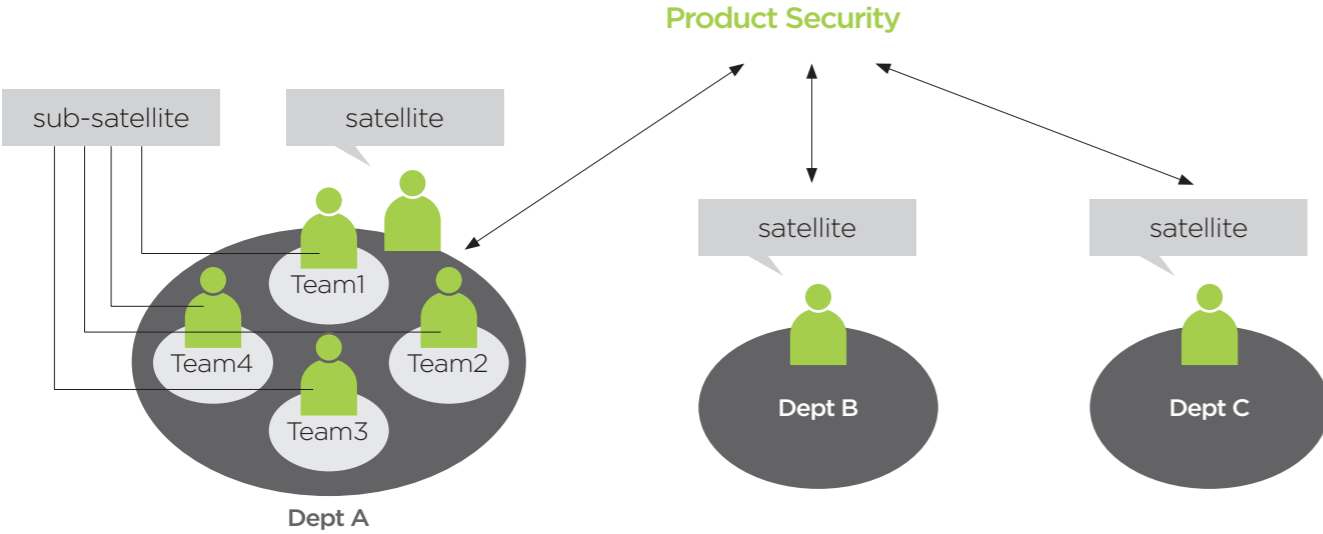 Product Security
sub-satellite
satellite
satellite
satellite
Team1
Team4
Team2
Team3
Dept B
Dept C
Dept A